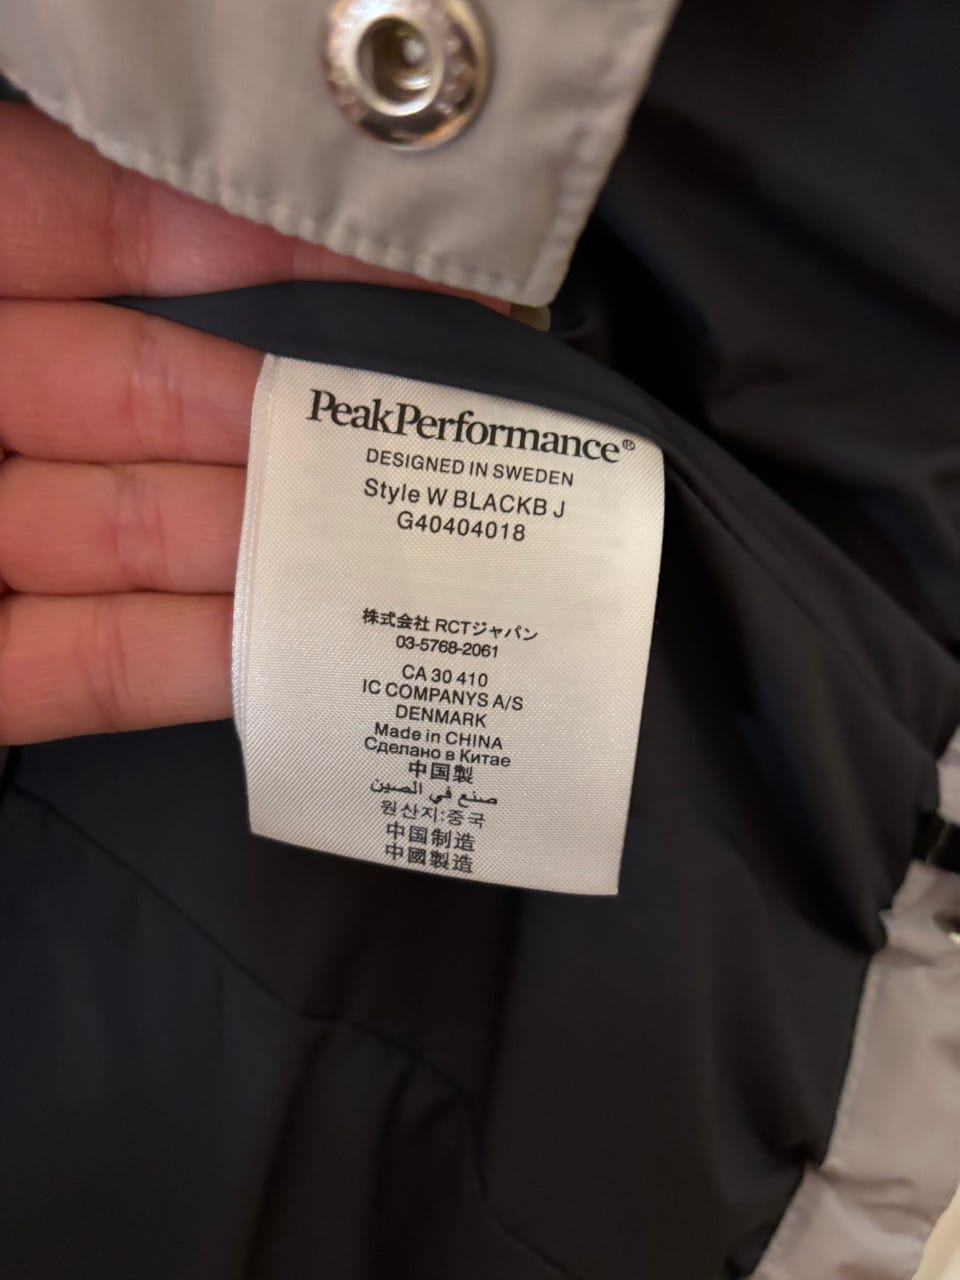 PeakPerformance®
DESIGNED IN SWEDEN
Style W BLACKB J
G40404018
株式会社 RCTジャパン
03-5768-2061
CA 30 410
IC COMPANYS A/S
DENMARK
Made in CHINA
Сделано в Китае
中国製
صنع في الصين
원산지:중국
中国制造
中國製造